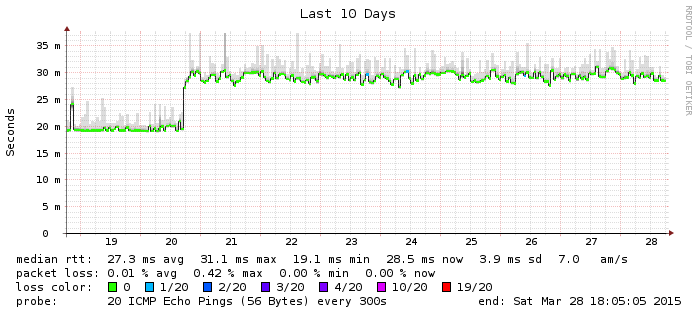 Last 10 Days
RRDTOOL / TOBI OETIKER
Seconds
35 m
30 m
25 m
20 m
15 m
10 m
5 m
0
19 20 21 22 23 24 25 26 27 28
median rtt: 27.3 ms avg 31.1 ms max 19.1 ms min 28.5 ms now 3.9 ms sd 7.0 am/s
packet loss: 0.01 % avg 0.42 % max 0.00 % min 0.00 % now
loss color: 0 1/20 2/20 3/20 4/20 10/20 19/20
probe: 20 ICMP Echo Pings (56 Bytes) every 300s end: Sat Mar 28 18:05:05 2015